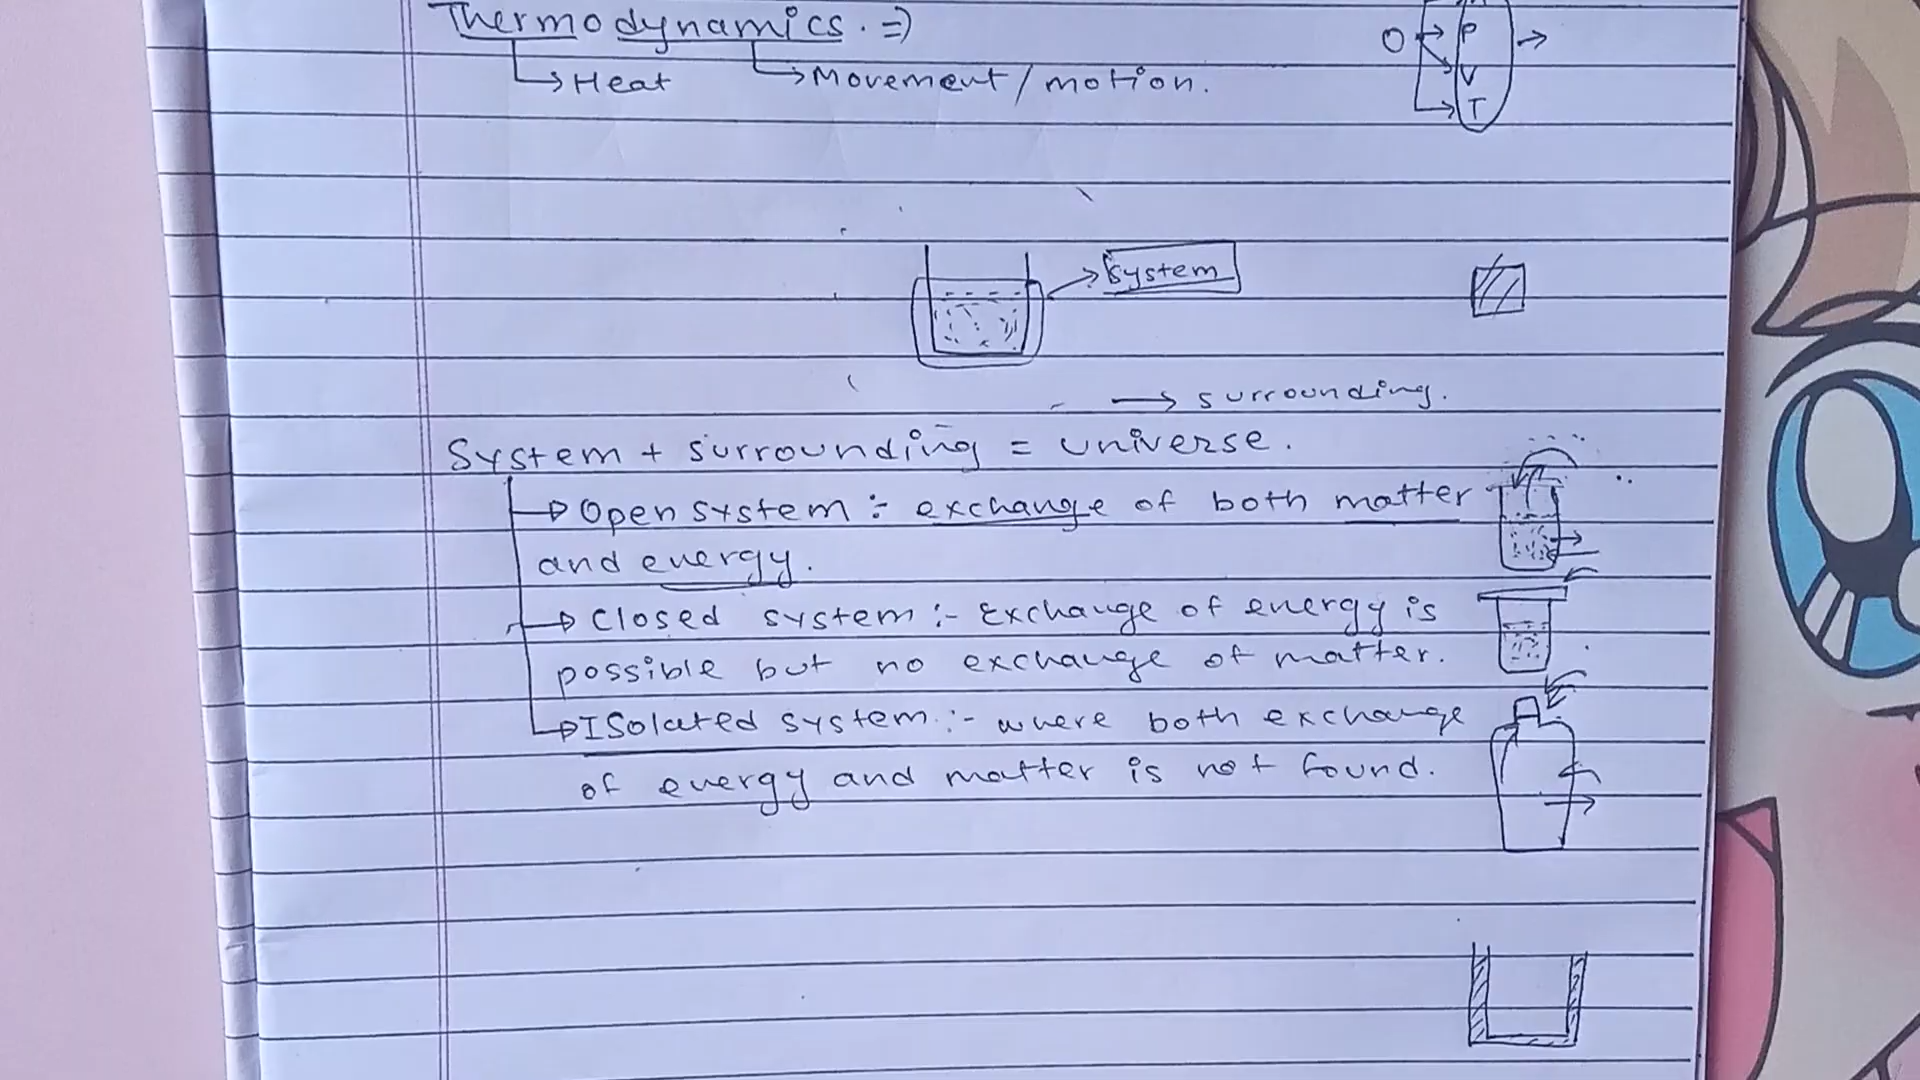 Thermodynamics. ⇒
→ Heat → Movement / motion.
O P →
V
T
→ System
→ surrounding.
System + surrounding = universe.
→ Open system :- exchange of both matter
and energy.
→ Closed system :- Exchange of energy is
possible but no exchange of matter.
→ ISolated system :- where both exchange
of energy and matter is not found.